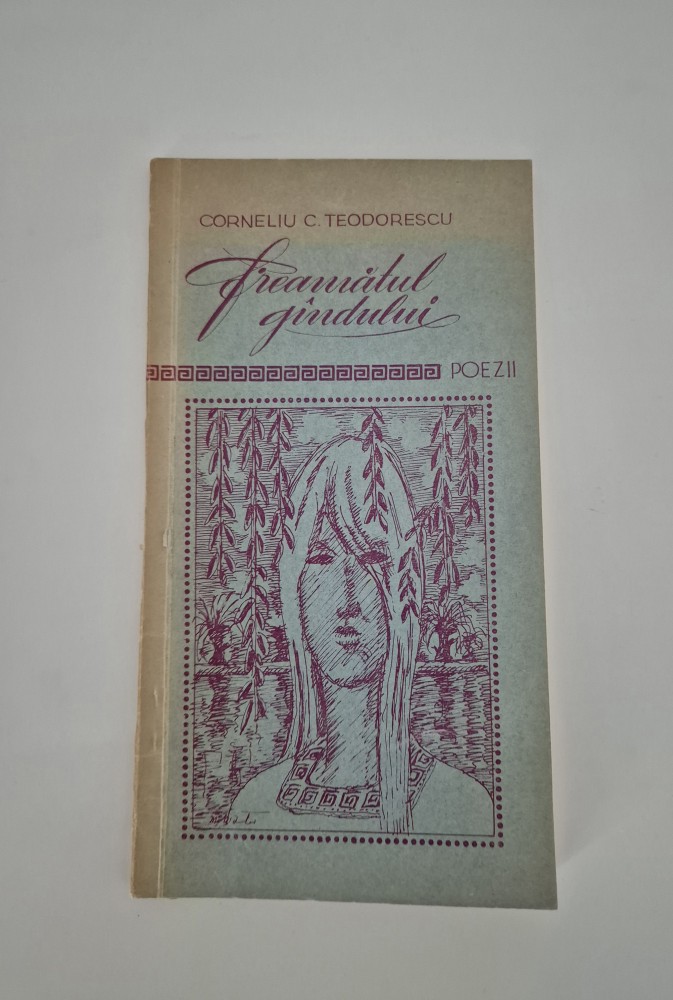 CORNELIU C. TEODORESCU
freamătul
gîndului
POEZII